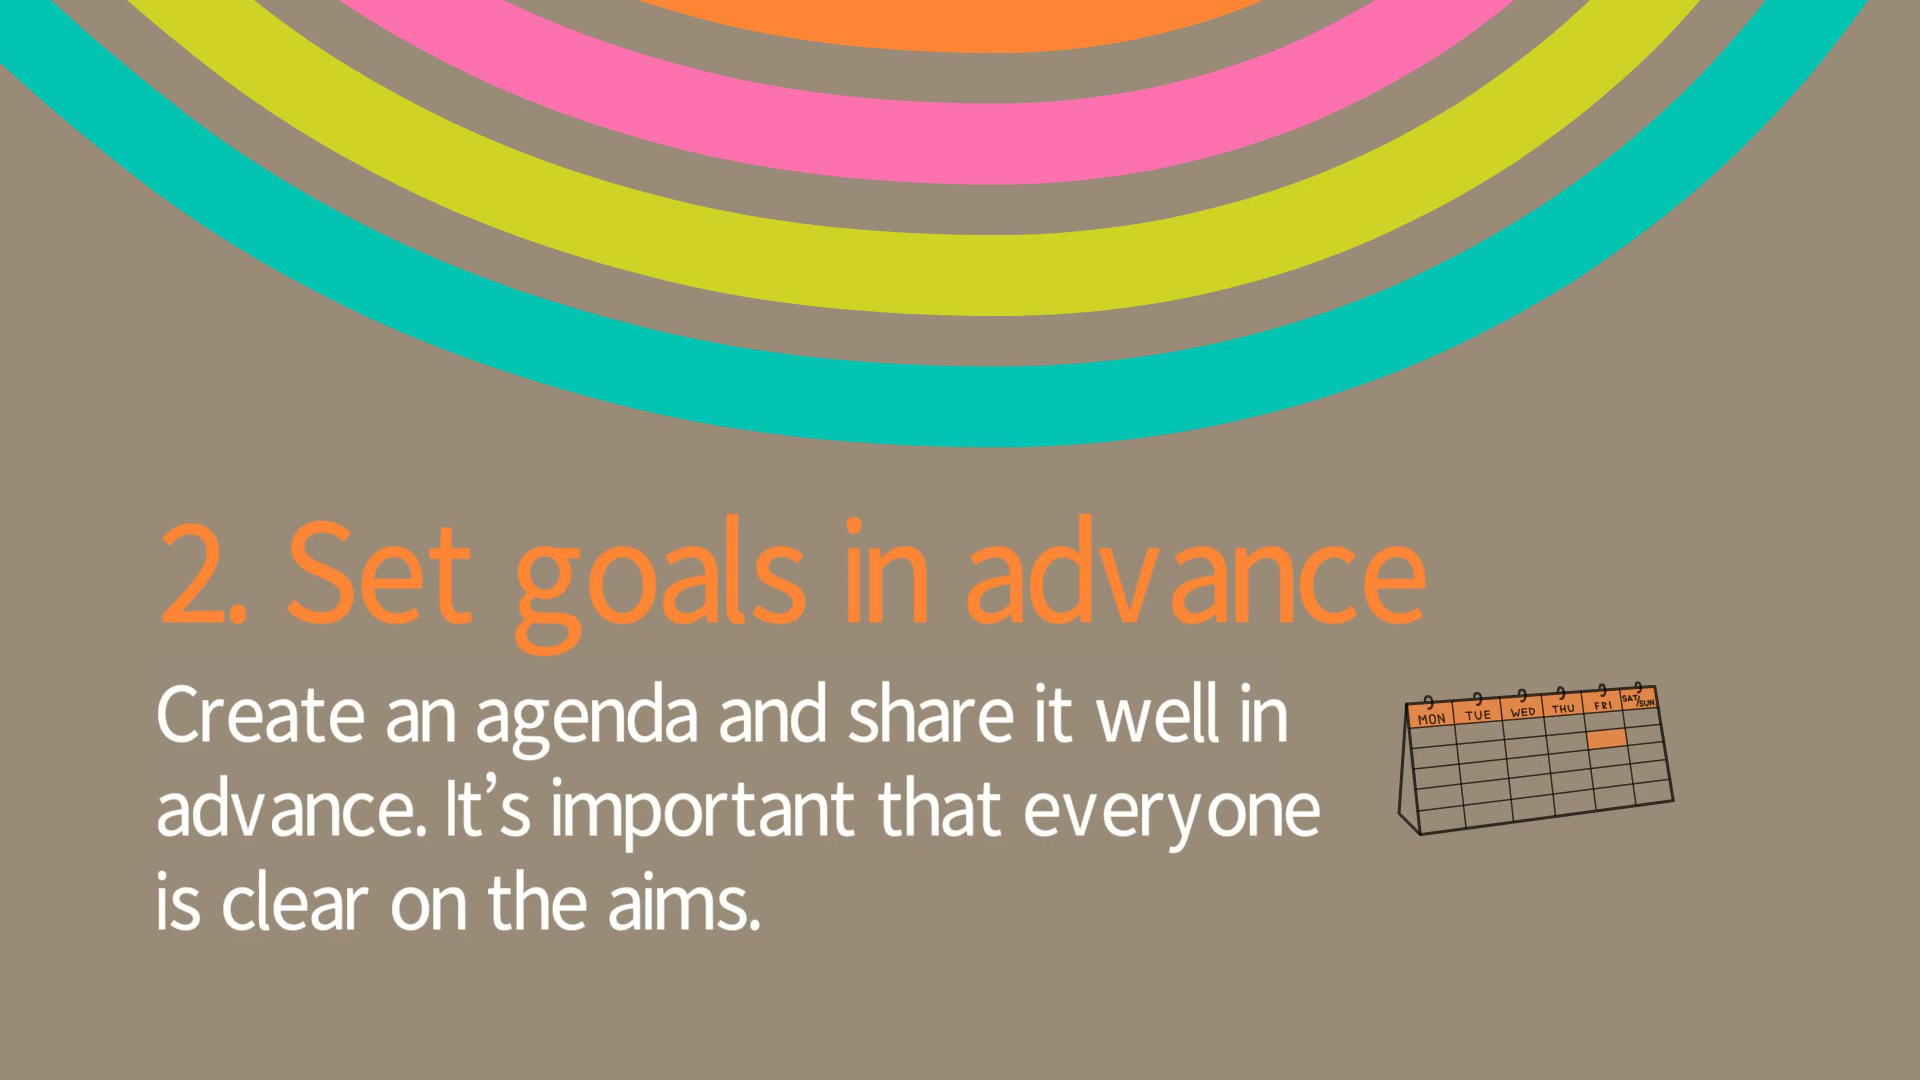 2. Set goals in advance
Create an agenda and share it well in
advance. It’s important that everyone
is clear on the aims.
MON TUE WED THU FRI SAT/SUN